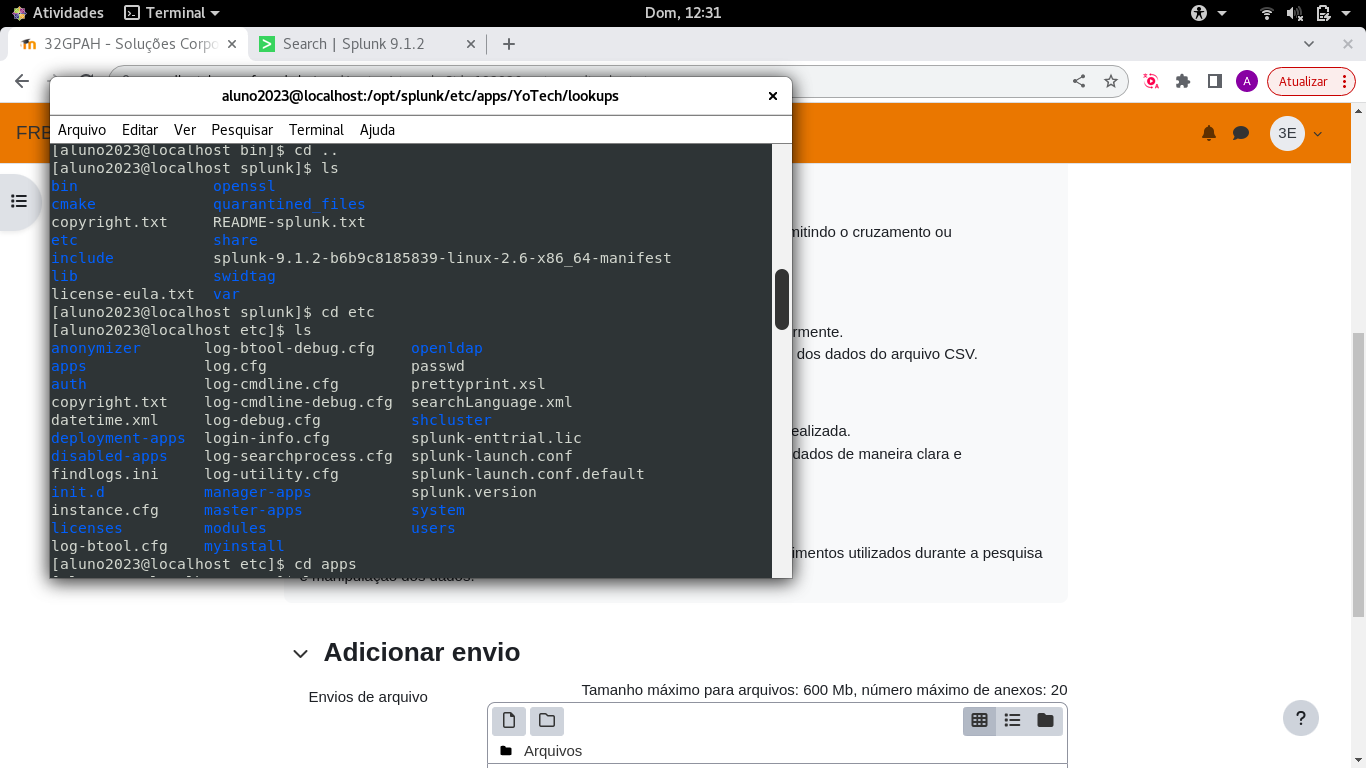 Atividades Terminal Dom, 12:31
32GPAH - Soluções Corpo Search | Splunk 9.1.2
A Atualizar
aluno2023@localhost:/opt/splunk/etc/apps/YoTech/lookups
Arquivo Editar Ver Pesquisar Terminal Ajuda
FRE 3E
[aluno2023@localhost bin]$ cd ..
[aluno2023@localhost splunk]$ ls
bin openssl
cmake quarantined_files
copyright.txt README-splunk.txt
etc share
include splunk-9.1.2-b6b9c8185839-linux-2.6-x86_64-manifest
lib swidtag
license-eula.txt var
[aluno2023@localhost splunk]$ cd etc
[aluno2023@localhost etc]$ ls
anonymizer log-btool-debug.cfg openldap
apps log.cfg passwd
auth log-cmdline.cfg prettyprint.xsl
copyright.txt log-cmdline-debug.cfg searchLanguage.xml
datetime.xml log-debug.cfg shcluster
deployment-apps login-info.cfg splunk-enttrial.lic
disabled-apps log-searchprocess.cfg splunk-launch.conf
findlogs.ini log-utility.cfg splunk-launch.conf.default
init.d manager-apps splunk.version
instance.cfg master-apps system
licenses modules users
log-btool.cfg myinstall
[aluno2023@localhost etc]$ cd apps
mitindo o cruzamento ou
rmente.
dos dados do arquivo CSV.
ealizada.
dados de maneira clara e
imentos utilizados durante a pesquisa
e manipulação dos dados.
Adicionar envio
Envios de arquivo
Tamanho máximo para arquivos: 600 Mb, número máximo de anexos: 20
Arquivos
?